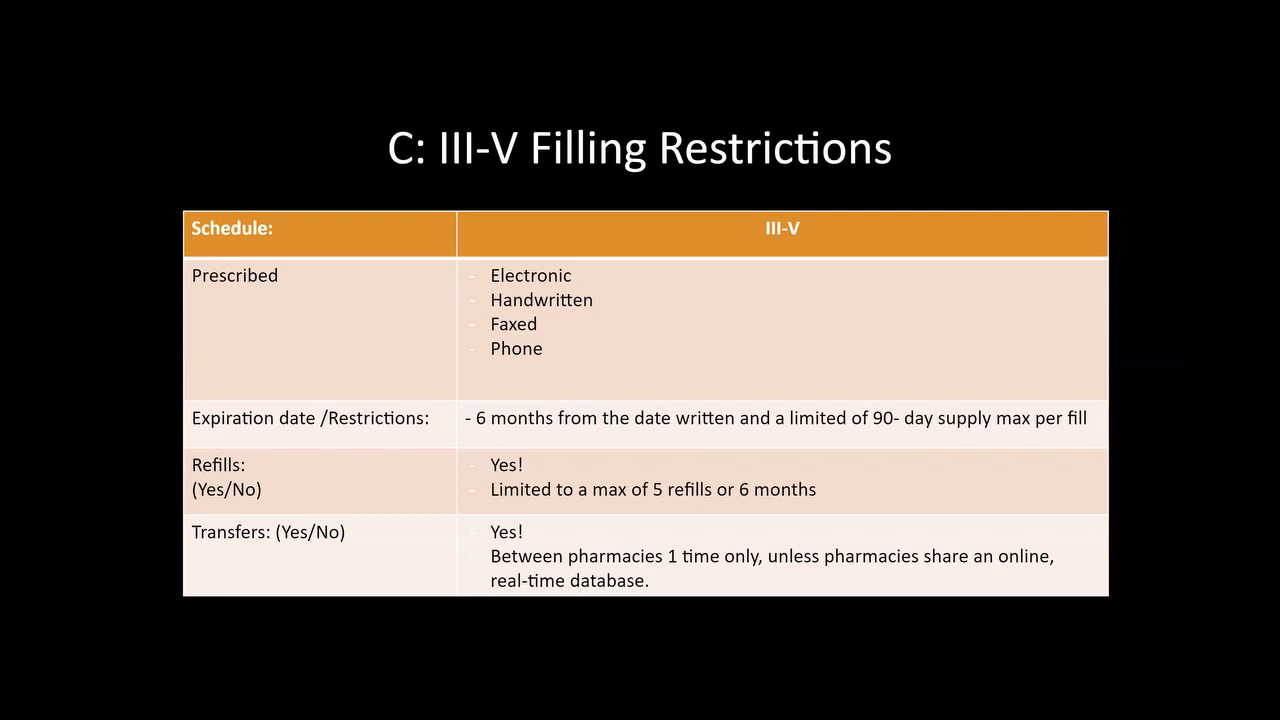 C: III-V Filling Restrictions
Schedule:
III-V
Prescribed
- Electronic
- Handwritten
- Faxed
- Phone
Expiration date /Restrictions:
- 6 months from the date written and a limited of 90- day supply max per fill
Refills:
(Yes/No)
- Yes!
- Limited to a max of 5 refills or 6 months
Transfers: (Yes/No)
- Yes!
- Between pharmacies 1 time only, unless pharmacies share an online,
real-time database.